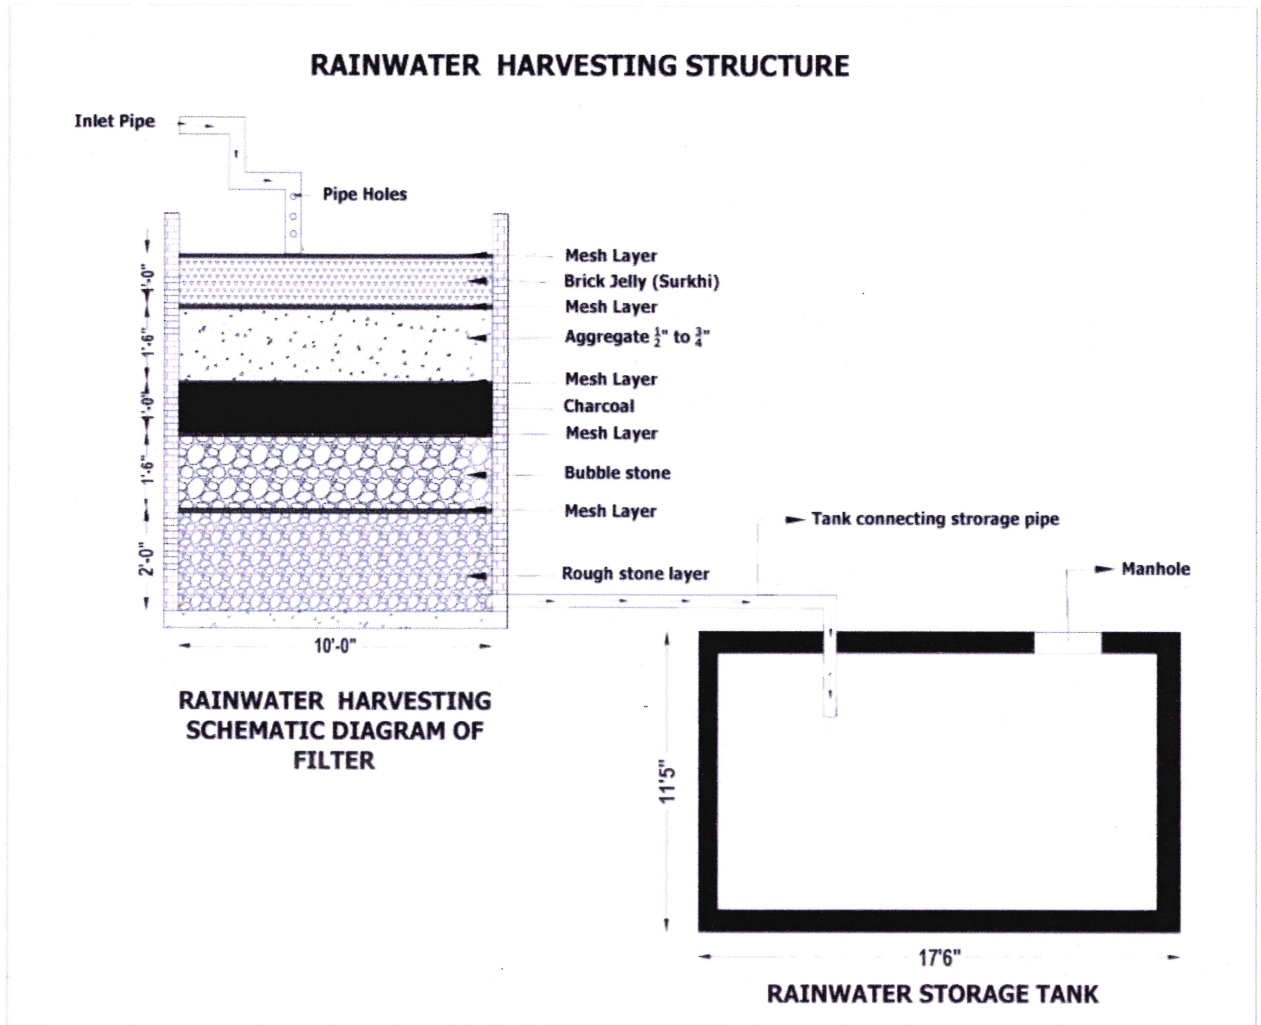 RAINWATER HARVESTING STRUCTURE
Inlet Pipe
Pipe Holes
Mesh Layer
Brick Jelly (Surkhi)
Mesh Layer
Aggregate ½" to ¾"
Mesh Layer
Charcoal
Mesh Layer
Bubble stone
Mesh Layer
Rough stone layer
1'-0"
1'-6"
1'-0"
1'-6"
2'-0"
10'-0"
RAINWATER HARVESTING
SCHEMATIC DIAGRAM OF
FILTER
Tank connecting strorage pipe
Manhole
11'5"
17'6"
RAINWATER STORAGE TANK